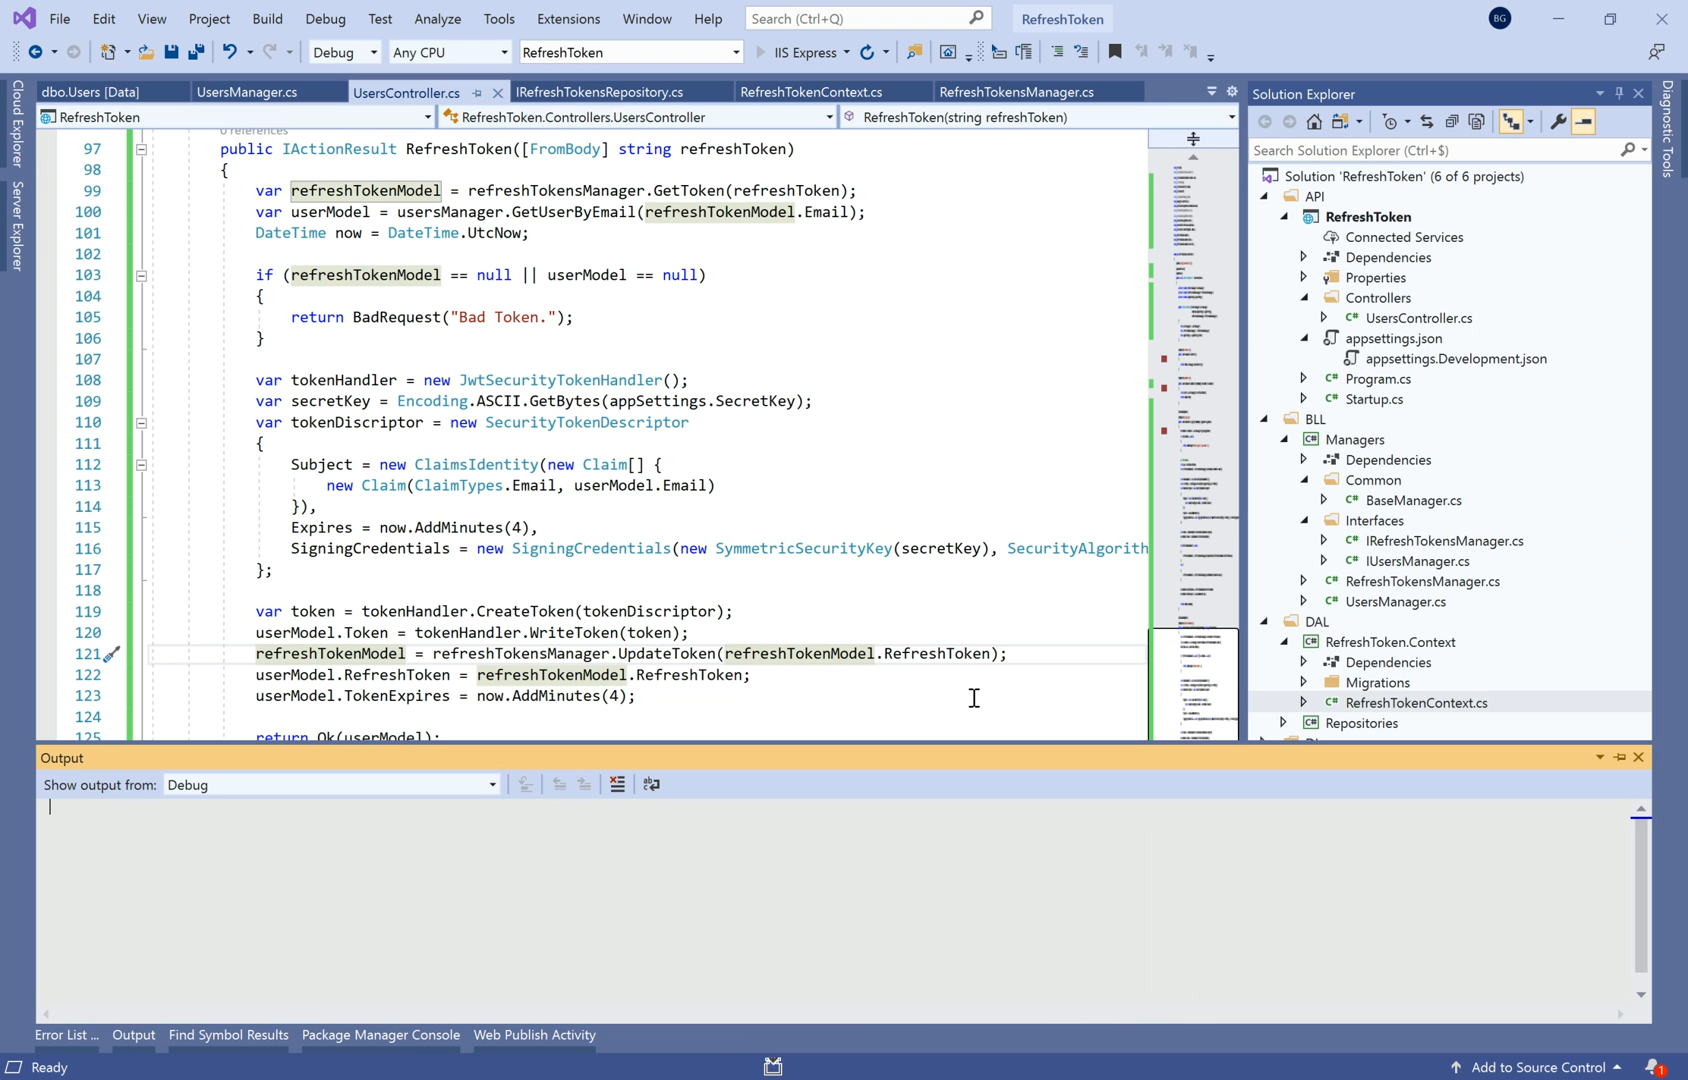 File Edit View Project Build Debug Test Analyze Tools Extensions Window Help Search (Ctrl+Q) RefreshToken BG
Debug Any CPU RefreshToken IIS Express
dbo.Users [Data] UsersManager.cs UsersController.cs IRefreshTokensRepository.cs RefreshTokenContext.cs RefreshTokensManager.cs
RefreshToken RefreshToken.Controllers.UsersController RefreshToken(string refreshToken)
0 references
97 public IActionResult RefreshToken([FromBody] string refreshToken)
98 {
99 var refreshTokenModel = refreshTokensManager.GetToken(refreshToken);
100 var userModel = usersManager.GetUserByEmail(refreshTokenModel.Email);
101 DateTime now = DateTime.UtcNow;
102
103 if (refreshTokenModel == null || userModel == null)
104 {
105 return BadRequest("Bad Token.");
106 }
107
108 var tokenHandler = new JwtSecurityTokenHandler();
109 var secretKey = Encoding.ASCII.GetBytes(appSettings.SecretKey);
110 var tokenDiscriptor = new SecurityTokenDescriptor
111 {
112 Subject = new ClaimsIdentity(new Claim[] {
113 new Claim(ClaimTypes.Email, userModel.Email)
114 }),
115 Expires = now.AddMinutes(4),
116 SigningCredentials = new SigningCredentials(new SymmetricSecurityKey(secretKey), SecurityAlgorith
117 };
118
119 var token = tokenHandler.CreateToken(tokenDiscriptor);
120 userModel.Token = tokenHandler.WriteToken(token);
121 refreshTokenModel = refreshTokensManager.UpdateToken(refreshTokenModel.RefreshToken);
122 userModel.RefreshToken = refreshTokenModel.RefreshToken;
123 userModel.TokenExpires = now.AddMinutes(4);
124
125 return Ok(userModel);
Cloud Explorer
Server Explorer
Solution Explorer
Search Solution Explorer (Ctrl+$)
Solution 'RefreshToken' (6 of 6 projects)
API
RefreshToken
Connected Services
Dependencies
Properties
Controllers
C# UsersController.cs
appsettings.json
appsettings.Development.json
C# Program.cs
C# Startup.cs
BLL
C# Managers
Dependencies
Common
C# BaseManager.cs
Interfaces
C# IRefreshTokensManager.cs
C# IUsersManager.cs
C# RefreshTokensManager.cs
C# UsersManager.cs
DAL
C# RefreshToken.Context
Dependencies
Migrations
C# RefreshTokenContext.cs
C# Repositories
Diagnostic Tools
Output
Show output from: Debug
Error List ... Output Find Symbol Results Package Manager Console Web Publish Activity
Ready Add to Source Control 1